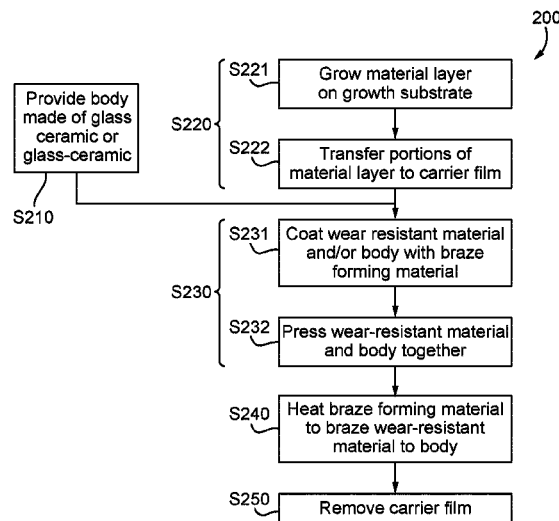 200
S221
Grow material layer
on growth substrate
Provide body
made of glass
ceramic or
glass-ceramic
S220
S222
Transfer portions of
material layer to carrier film
S210
S231
Coat wear resistant material
and/or body with braze
forming material
S230
S232
Press wear-resistant material
and body together
S240
Heat braze forming material
to braze wear-resistant
material to body
S250
Remove carrier film